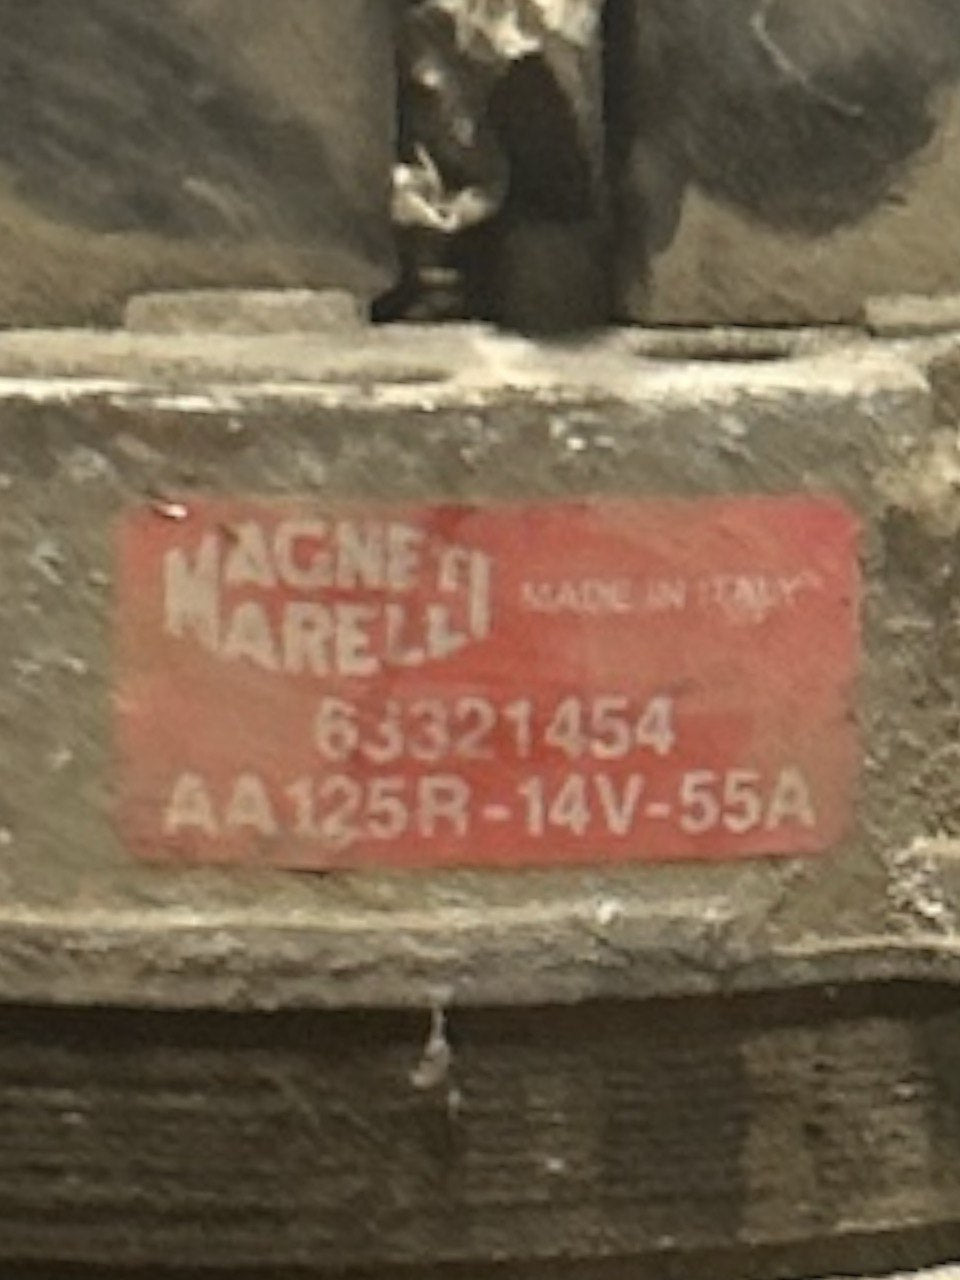 MAGNETI
MARELLI
MADE IN ITALY
63321454
AA125R-14V-55A